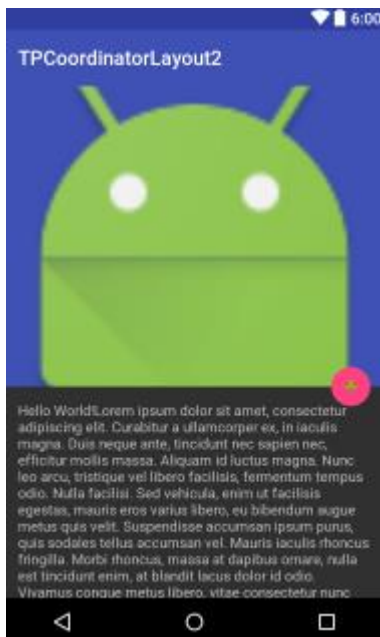 6:00
TPCoordinatorLayout2
Hello World!Lorem ipsum dolor sit amet, consectetur
adipiscing elit. Curabitur a ullamcorper ex, in iaculis
magna. Duis neque ante, tincidunt nec sapien nec,
efficitur mollis massa. Aliquam id luctus magna. Nunc
leo arcu, tristique vel libero facilisis, fermentum tempus
odio. Nulla facilisi. Sed vehicula, enim ut facilisis
egestas, mauris eros varius libero, eu bibendum augue
metus quis velit. Suspendisse accumsan ipsum purus,
quis sodales tellus accumsan vel. Mauris iaculis rhoncus
fringilla. Morbi rhoncus, massa at dapibus ornare, nulla
est tincidunt enim, at blandit lacus dolor id odio.
Vivamus congue metus libero, vitae consectetur nunc